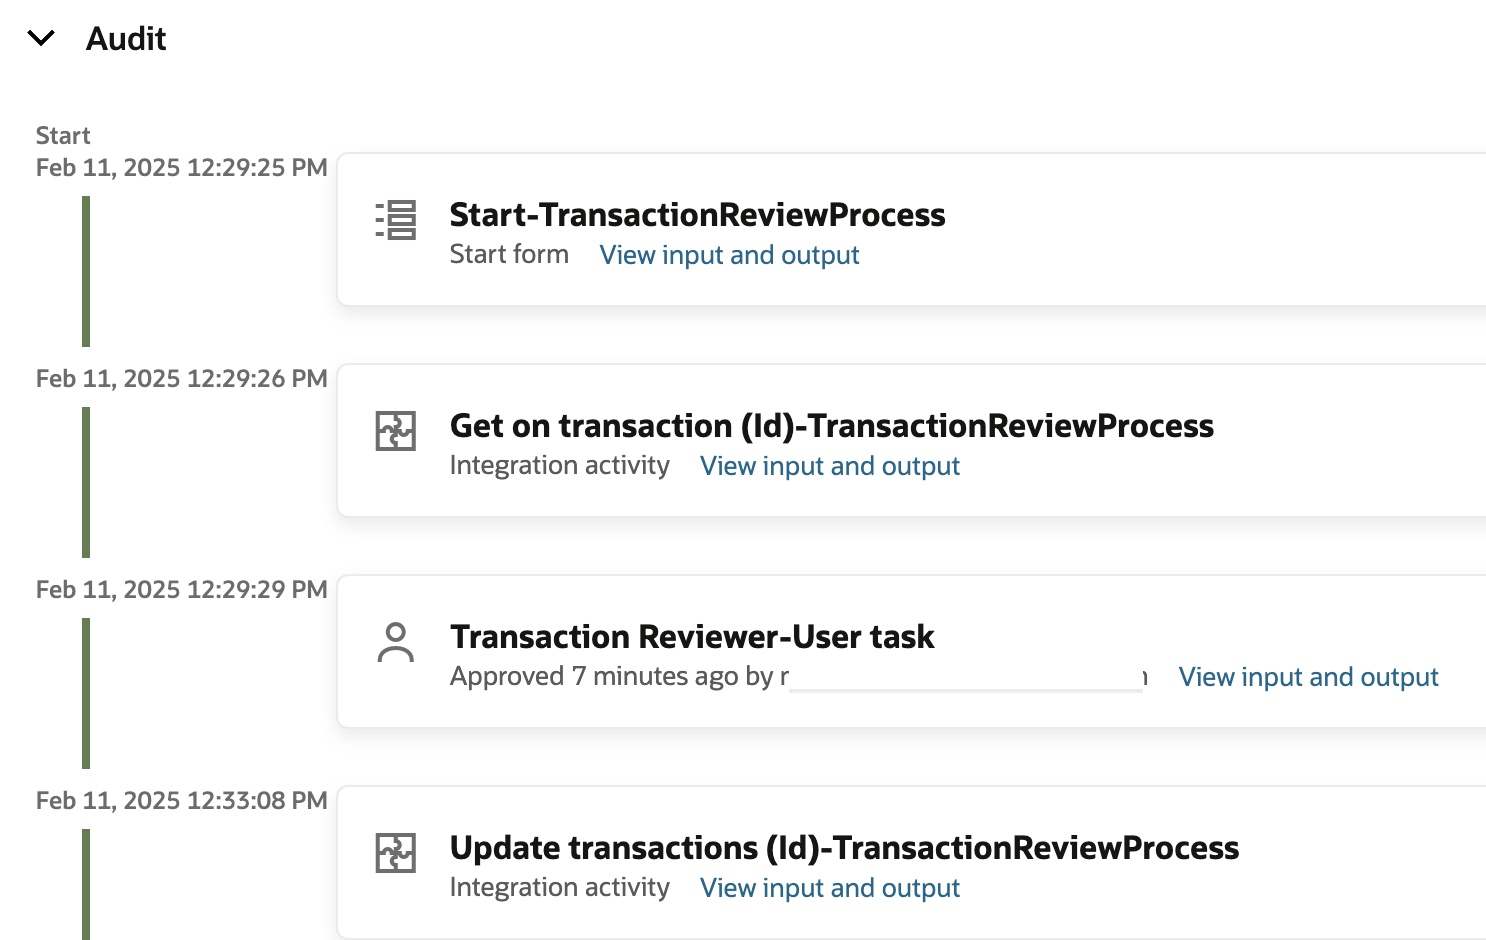 Audit
Start
Feb 11, 2025 12:29:25 PM
Start-TransactionReviewProcess
Start form View input and output
Feb 11, 2025 12:29:26 PM
Get on transaction (Id)-TransactionReviewProcess
Integration activity View input and output
Feb 11, 2025 12:29:29 PM
Transaction Reviewer-User task
Approved 7 minutes ago by View input and output
Feb 11, 2025 12:33:08 PM
Update transactions (Id)-TransactionReviewProcess
Integration activity View input and output